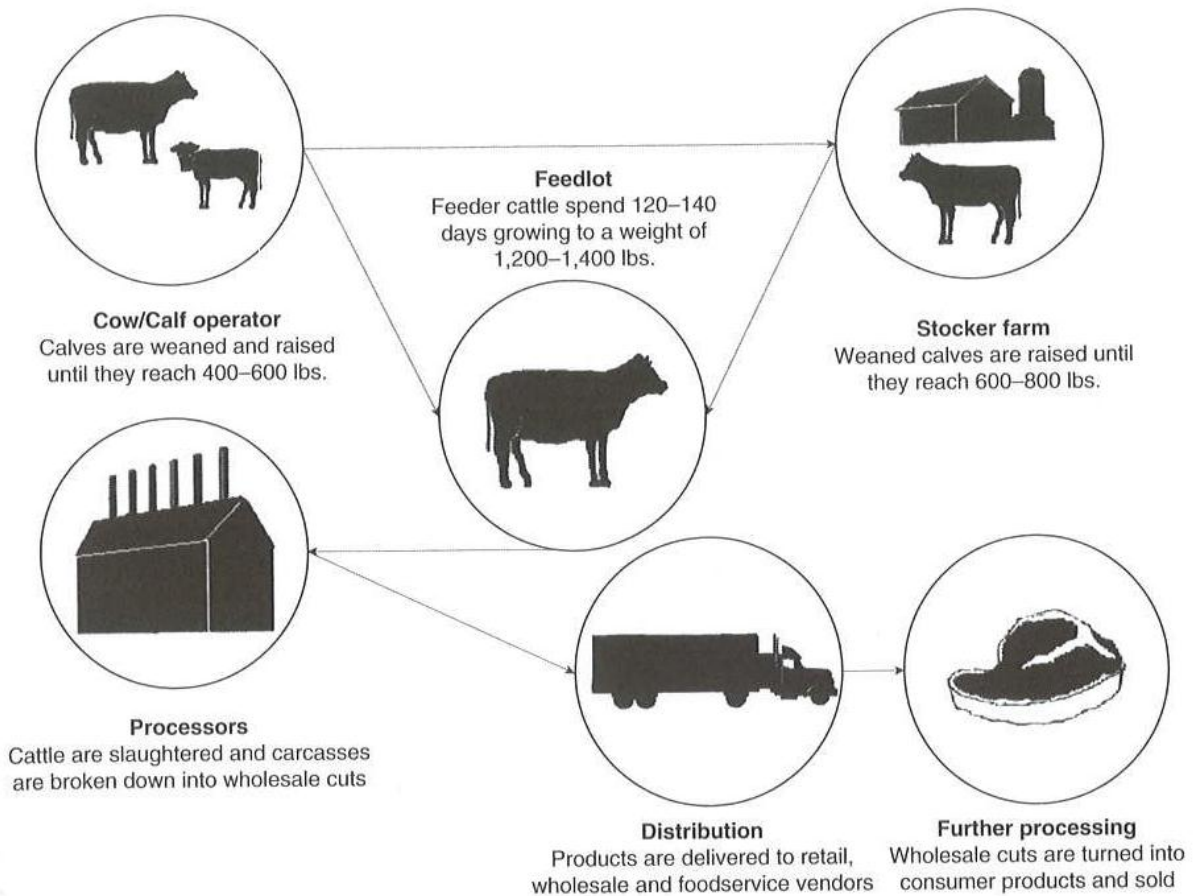 Feedlot
Feeder cattle spend 120–140
days growing to a weight of
1,200–1,400 lbs.
Cow/Calf operator
Calves are weaned and raised
until they reach 400–600 lbs.
Stocker farm
Weaned calves are raised until
they reach 600–800 lbs.
Processors
Cattle are slaughtered and carcasses
are broken down into wholesale cuts
Distribution
Products are delivered to retail,
wholesale and foodservice vendors
Further processing
Wholesale cuts are turned into
consumer products and sold